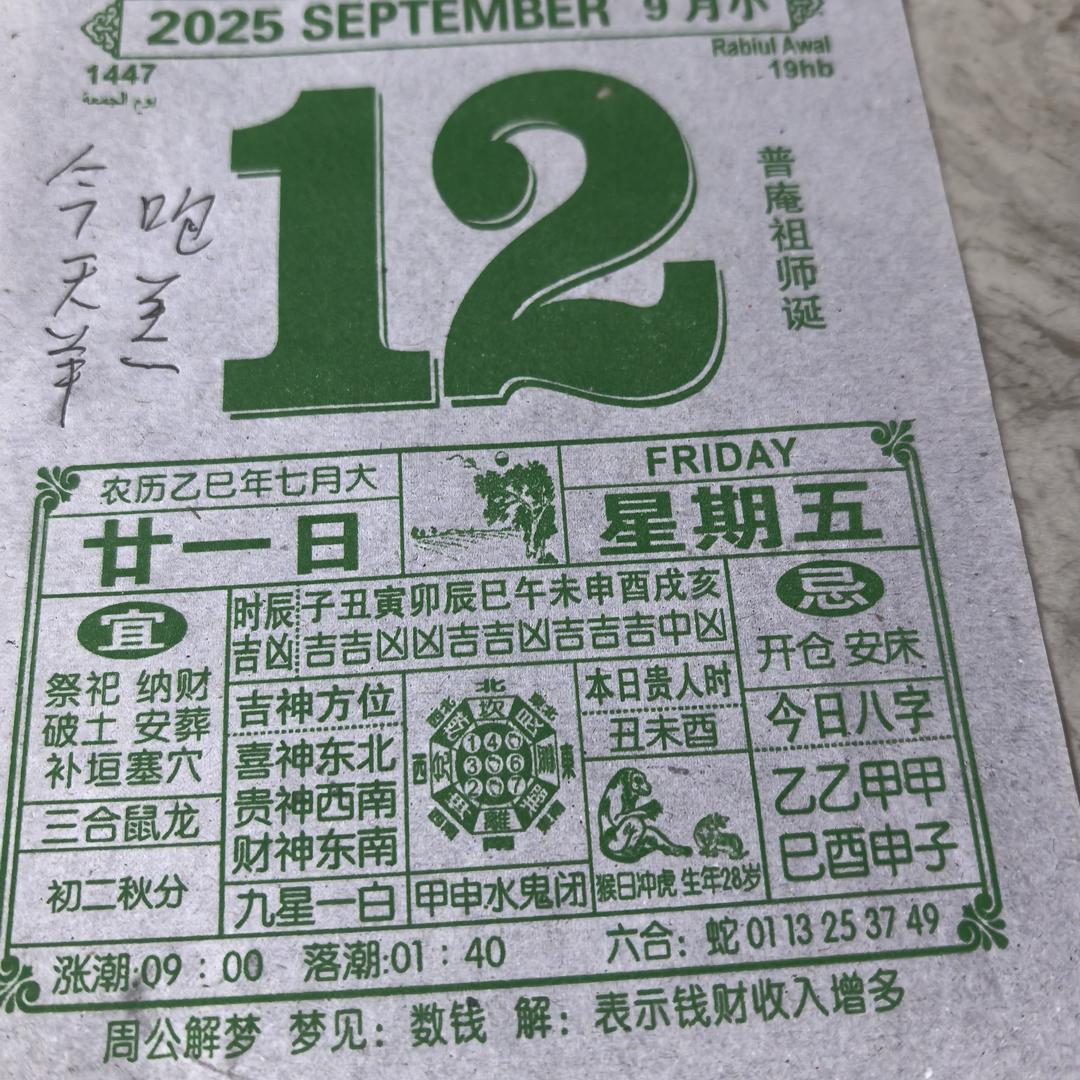 2025 SEPTEMBER 9月小
1447
يوم الجمعة
Rabiul Awal
19hb
今天羊
咆羔
12
普庵祖师诞
农历乙巳年七月大
廿一日
FRIDAY
星期五
宜
祭祀 纳财
破土 安葬
补垣塞穴
三合鼠龙
初二秋分
时辰 子丑寅卯辰巳午未申酉戌亥
吉凶 吉吉凶凶吉吉凶吉吉吉中凶
吉神方位
喜神东北
贵神西南
财神东南
九星一白
北
坎
東
離
西
甲申水鬼闭
本日贵人时
丑未酉
猴日冲虎 生年28岁
忌
开仓 安床
今日八字
乙乙甲甲
巳酉申子
涨潮:09:00 落潮:01:40 六合:蛇 01 13 25 37 49
周公解梦 梦见:数钱 解:表示钱财收入增多